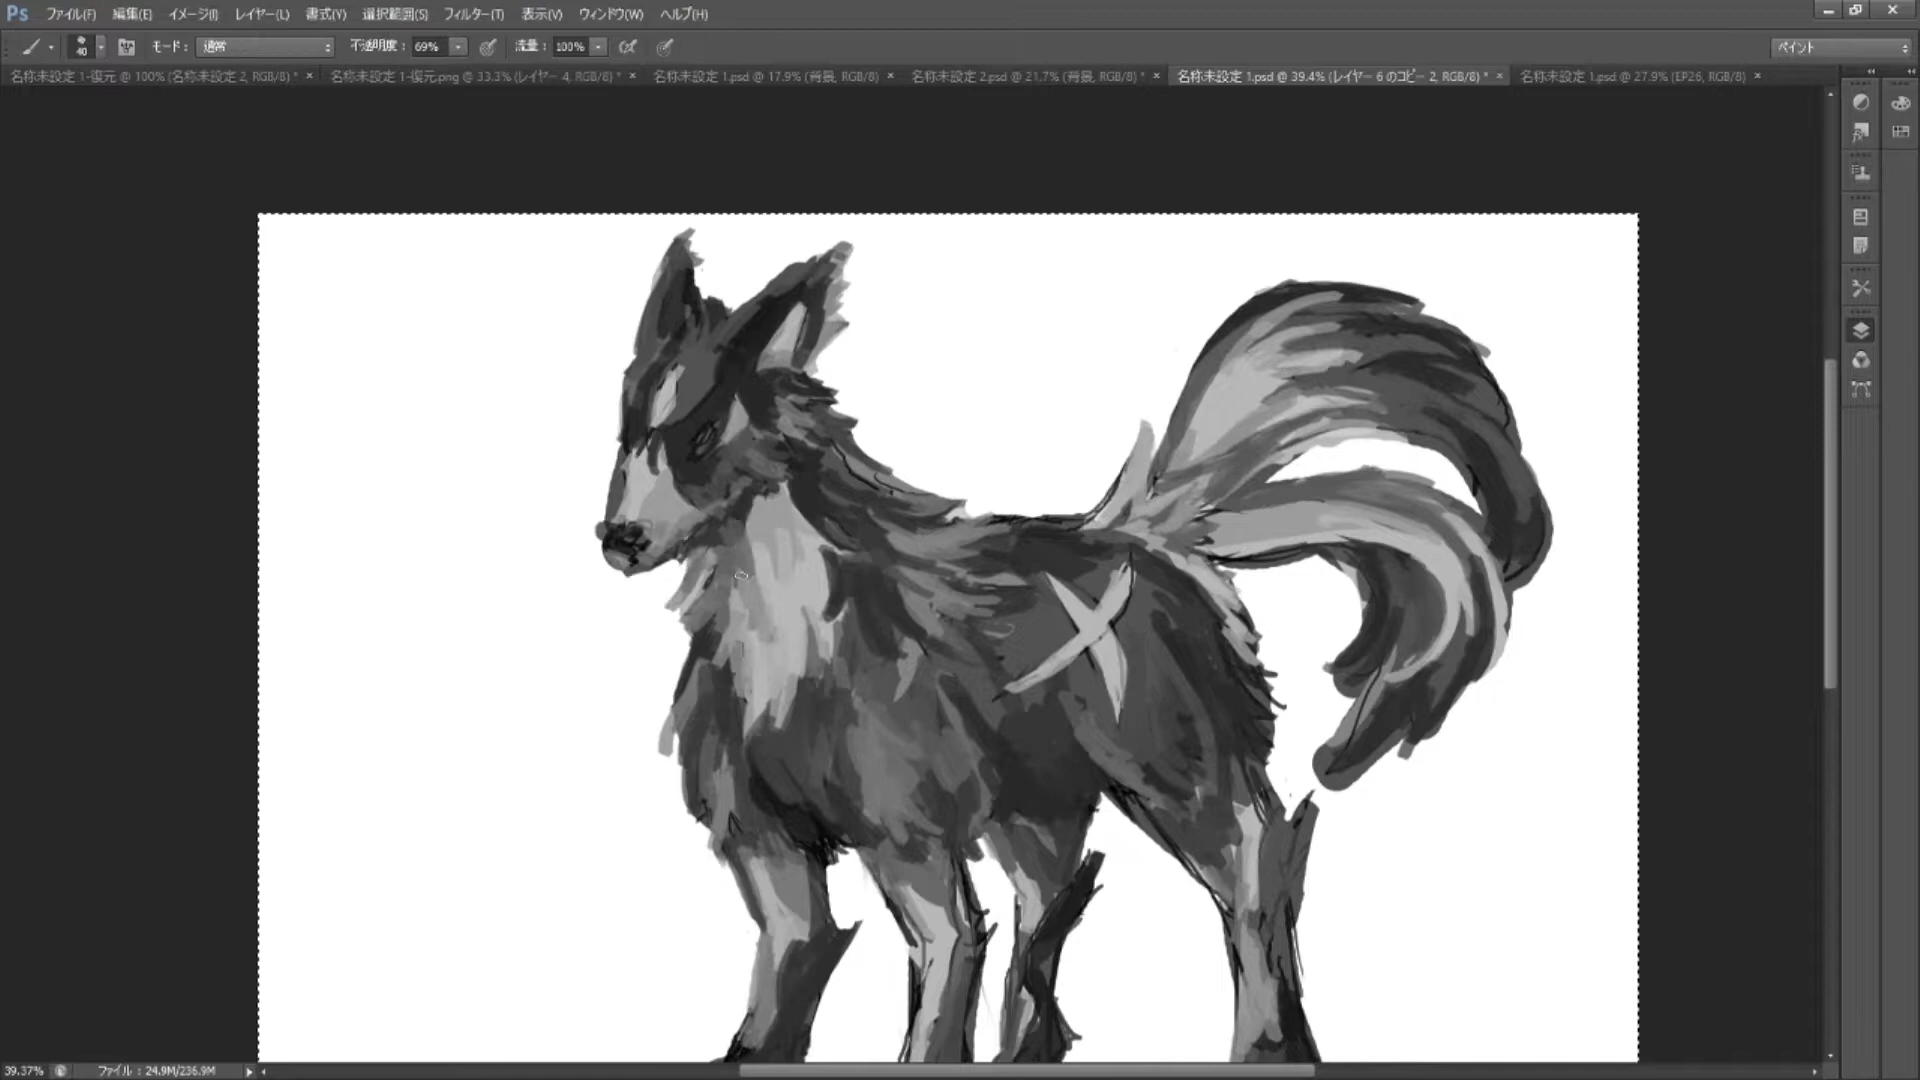 Ps ファイル(F) 編集(E) イメージ(I) レイヤー(L) 書式(Y) 選択範囲(S) フィルター(T) 表示(V) ウィンドウ(W) ヘルプ(H)
40 モード: 通常 不透明度: 69% 流量: 100% ペイント
名称未設定 1-復元 @ 100% (名称未設定 2, RGB/8) * × 名称未設定 1-復元.png @ 33.3% (レイヤー 4, RGB/8) * × 名称未設定 1.psd @ 17.9% (背景, RGB/8) × 名称未設定 2.psd @ 21.7% (背景, RGB/8) * × 名称未設定 1.psd @ 39.4% (レイヤー 6 のコピー 2, RGB/8) * × 名称未設定 1.psd @ 27.9% (EP26, RGB/8) ×
39.37% ファイル : 24.9M/236.9M